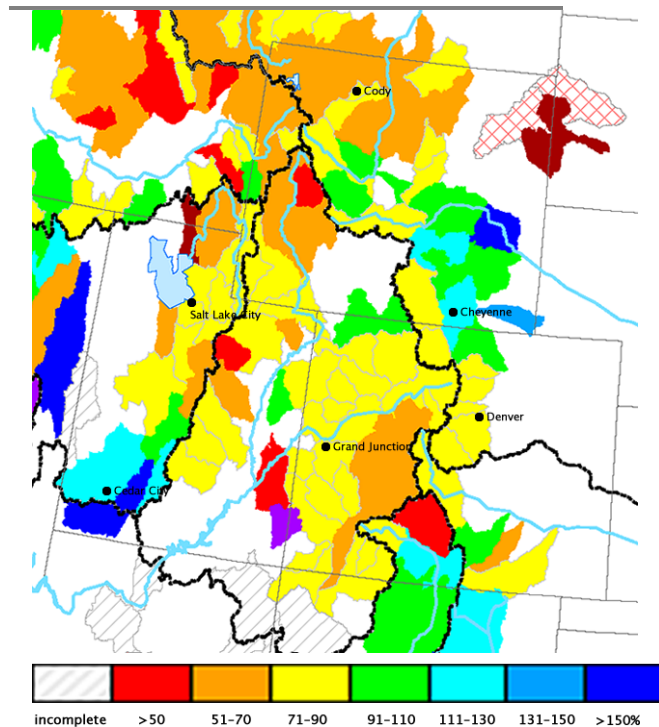 Cody
Cheyenne
Salt Lake City
Denver
Grand Junction
Cedar City
incomplete >50 51-70 71-90 91-110 111-130 131-150 >150%